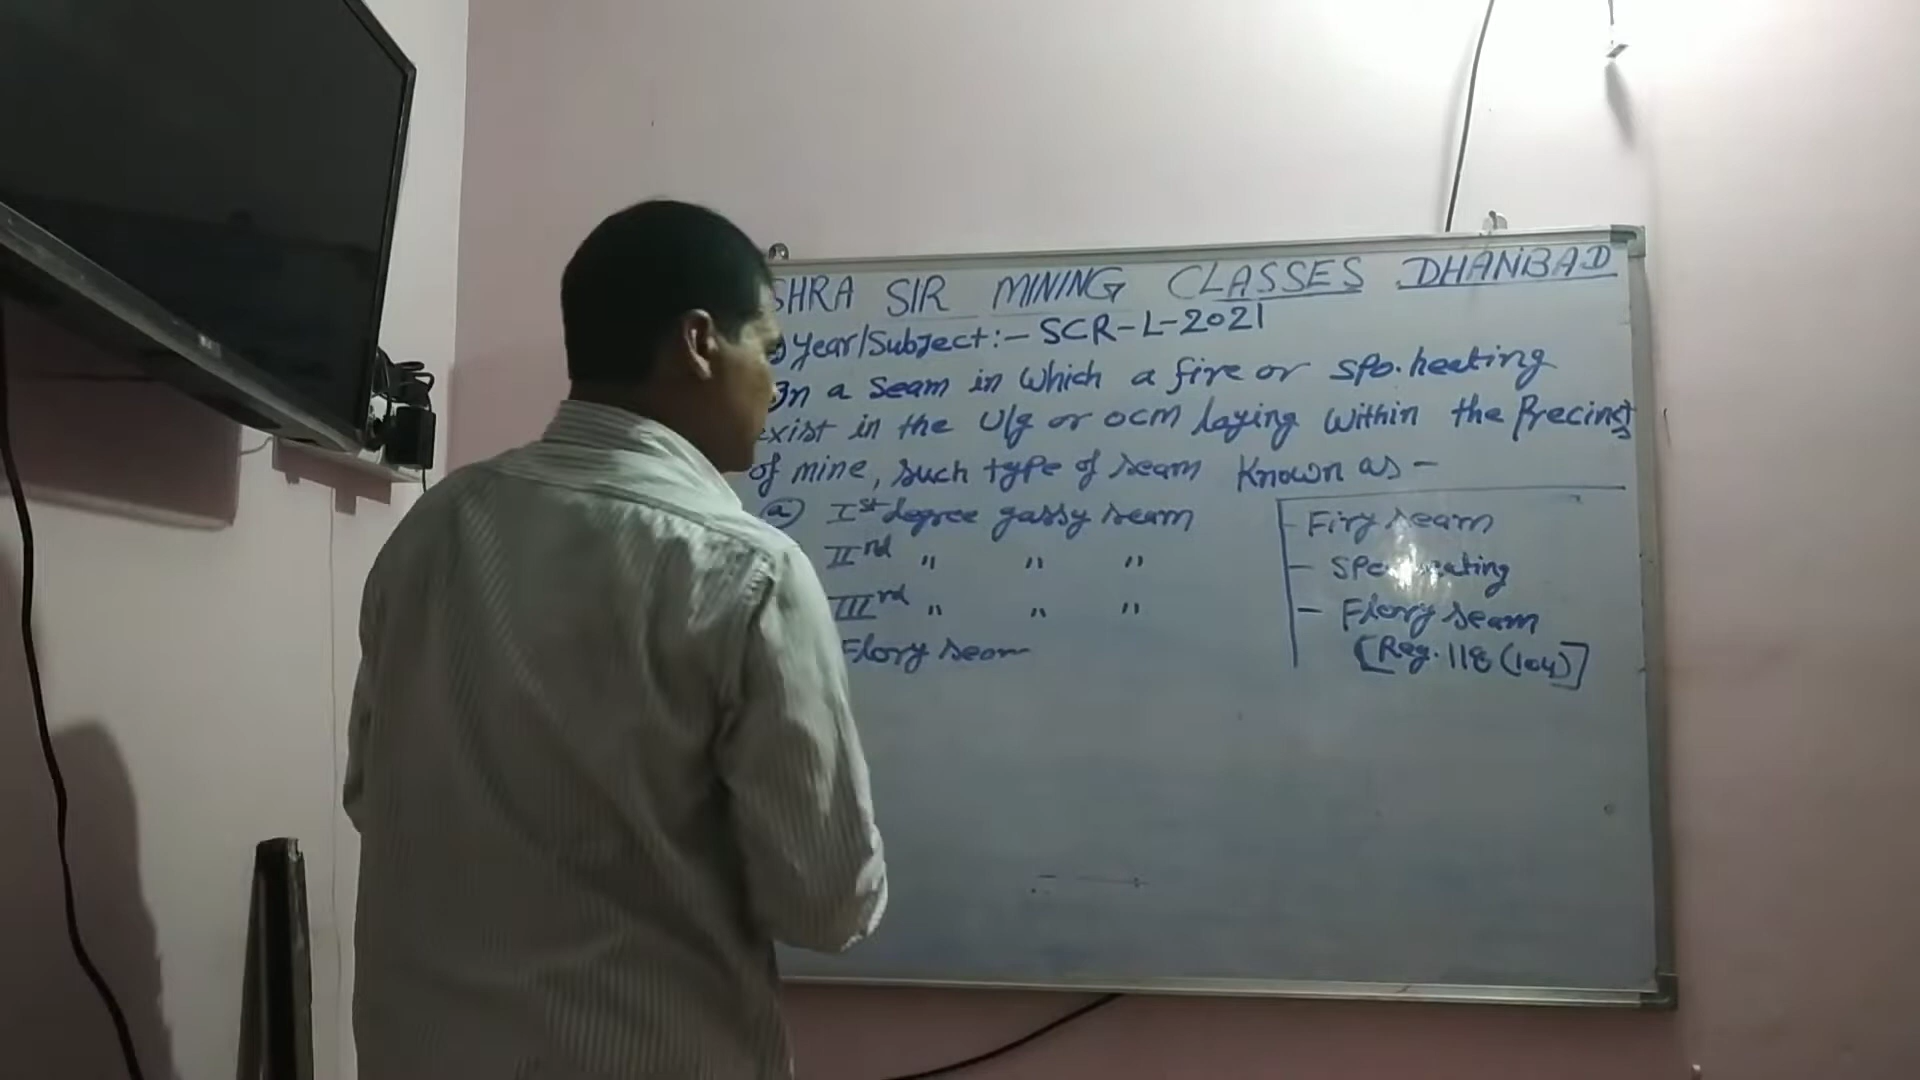 SHRA SIR MINING CLASSES DHANBAD
Year/Subject:- SCR-L-2021
In a seam in which a fire or spo. heating
exist in the U/g or ocm laying within the Precincts
of mine, such type of seam Known as -
(a) Ist degree gassy seam
IInd " " "
IIIrd " " "
Fiery seam
Firy seam
- Spo. heating
- Fiery seam
[Reg. 118 (104)]